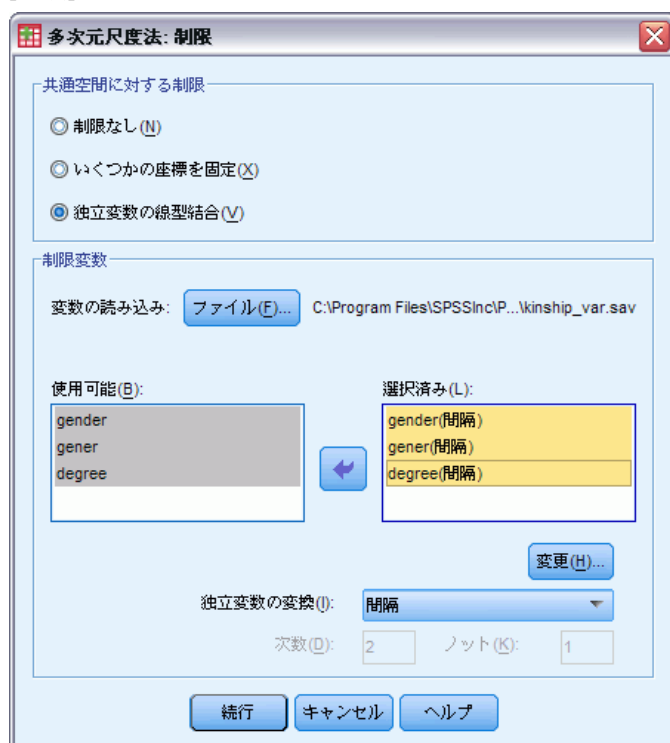 多次元尺度法: 制限
共通空間に対する制限
制限なし(N)
いくつかの座標を固定(X)
独立変数の線型結合(V)
制限変数
変数の読み込み: ファイル(F)... C:\Program Files\SPSSInc\P...\kinship_var.sav
使用可能(B): 選択済み(L):
gender gender(間隔)
gener gener(間隔)
degree degree(間隔)
変更(H)...
独立変数の変換(I): 間隔
次数(D): 2 ノット(K): 1
続行 キャンセル ヘルプ